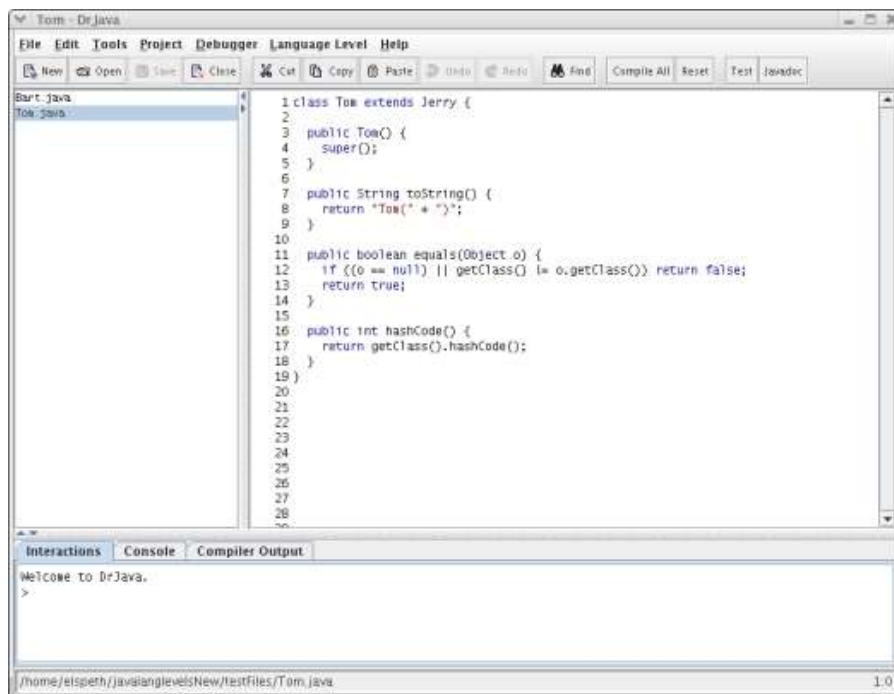 Tom - DrJava
File Edit Tools Project Debugger Language Level Help
New Open Save Close Cut Copy Paste Undo Redo Find Compile All Reset Test Javadoc
Bart.java
Tom.java
1 class Tom extends Jerry {
2
3 public Tom() {
4 super();
5 }
6
7 public String toString() {
8 return "Tom(" + ")";
9 }
10
11 public boolean equals(Object o) {
12 if ((o == null) || getClass() != o.getClass()) return false;
13 return true;
14 }
15
16 public int hashCode() {
17 return getClass().hashCode();
18 }
19 }
20
21
22
23
24
25
26
27
28
29
Interactions Console Compiler Output
Welcome to DrJava.
>
/home/elspeth/javalanglevelsNew/testFiles/Tom.java
1:0